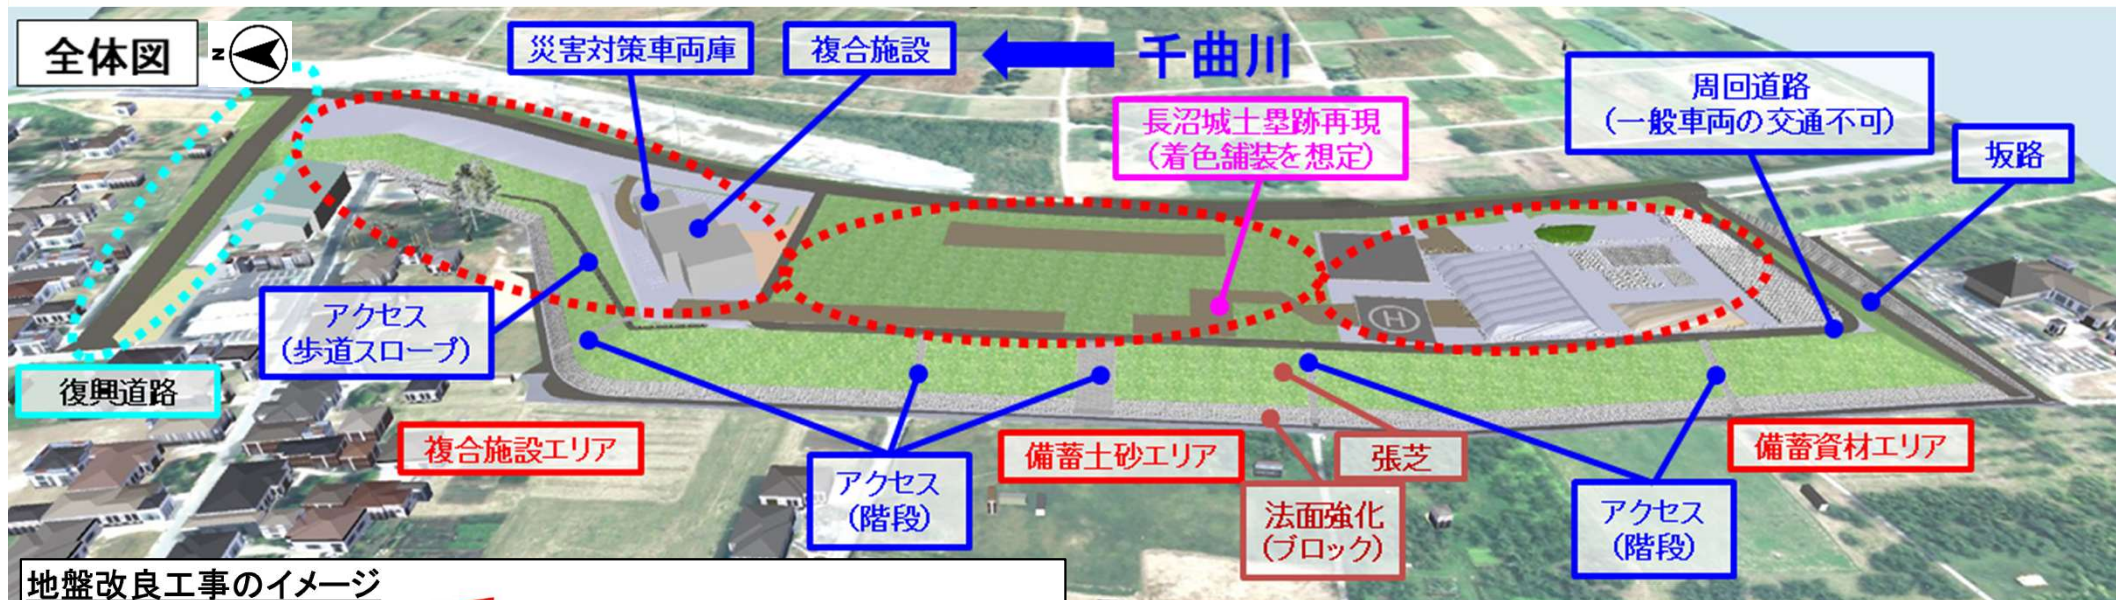 全体図
N
災害対策車両庫
複合施設
千曲川
長沼城土塁跡再現
(着色舗装を想定)
周回道路
(一般車両の交通不可)
坂路
アクセス
(歩道スロープ)
復興道路
H
複合施設エリア
アクセス
(階段)
備蓄土砂エリア
張芝
法面強化
(ブロック)
アクセス
(階段)
備蓄資材エリア
地盤改良工事のイメージ